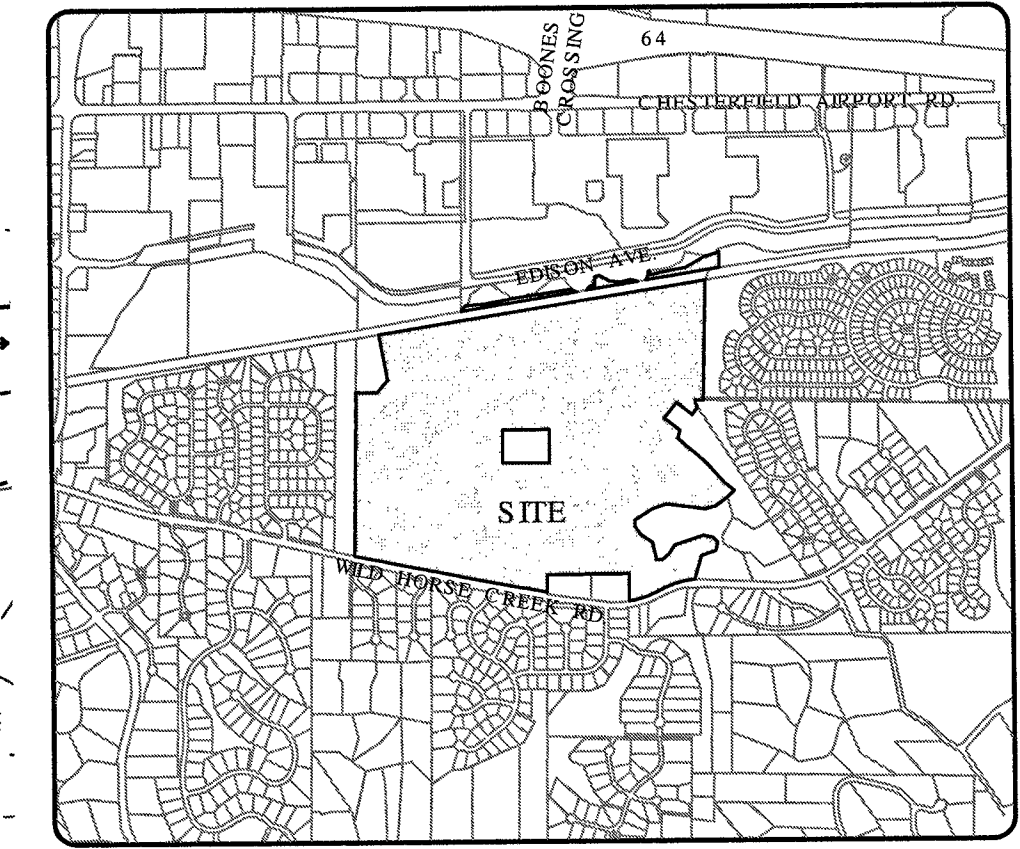 64
BOONES
CROSSING
CHESTERFIELD AIRPORT RD.
EDISON AVE
SITE
WILD HORSE CREEK RD